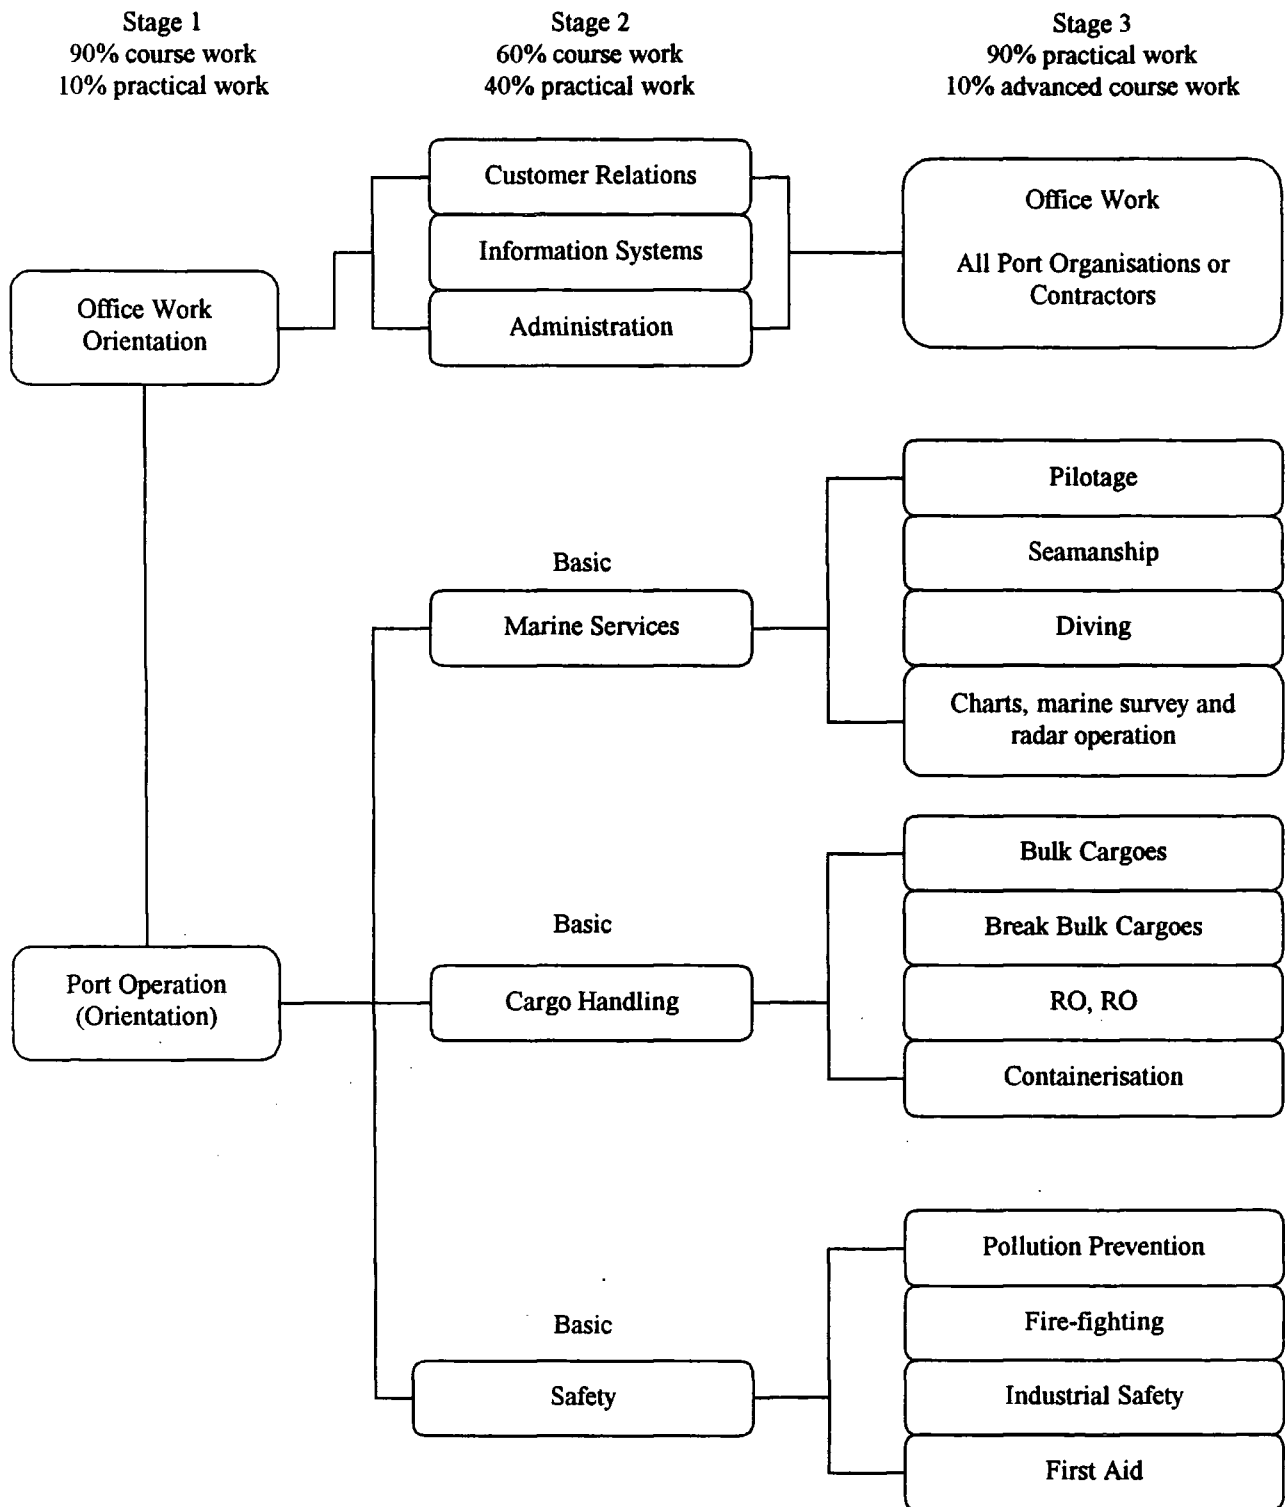 Stage 1
90% course work
10% practical work
Stage 2
60% course work
40% practical work
Stage 3
90% practical work
10% advanced course work
Office Work
Orientation
Customer Relations
Information Systems
Administration
Office Work
All Port Organisations or
Contractors
Port Operation
(Orientation)
Basic
Marine Services
Pilotage
Seamanship
Diving
Charts, marine survey and
radar operation
Basic
Cargo Handling
Bulk Cargoes
Break Bulk Cargoes
RO, RO
Containerisation
Basic
Safety
Pollution Prevention
Fire-fighting
Industrial Safety
First Aid